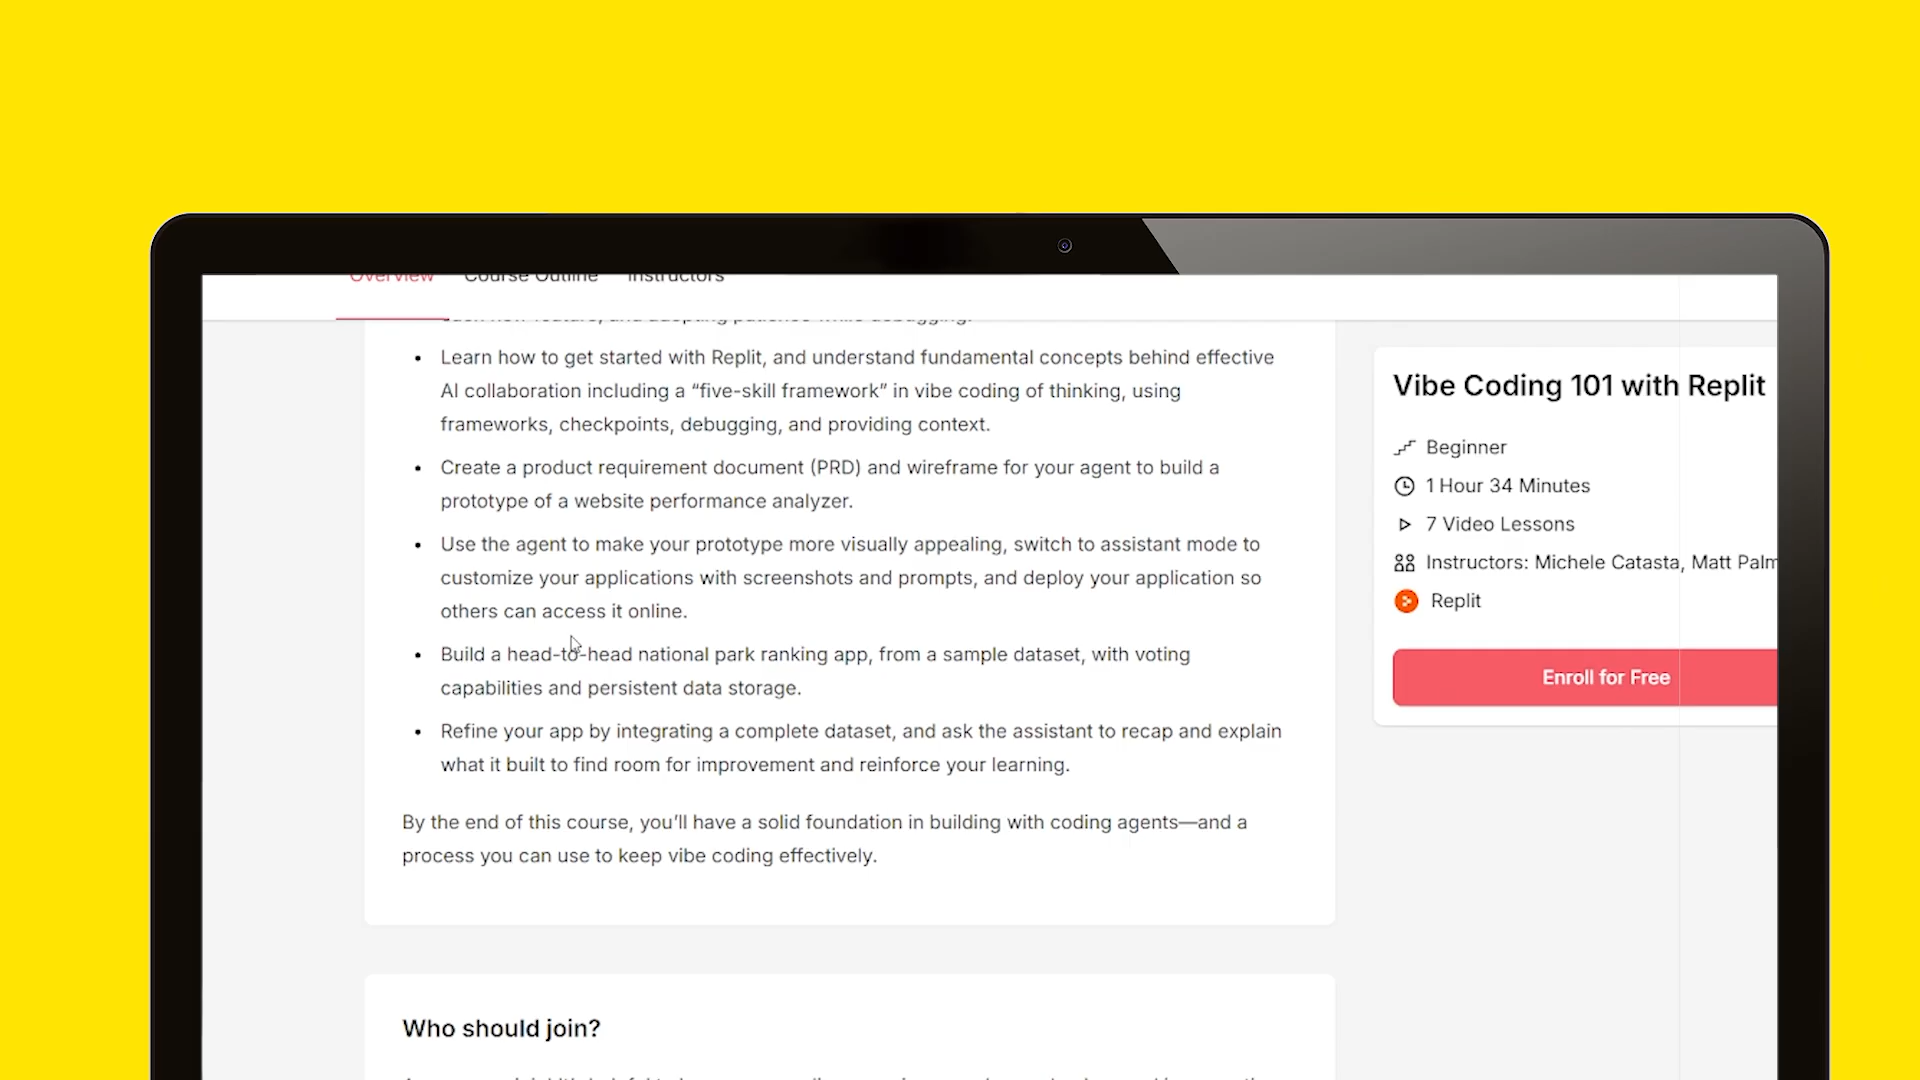 Overview Course Outline Instructors
Learn how to get started with Replit, and understand fundamental concepts behind effective
AI collaboration including a “five-skill framework” in vibe coding of thinking, using
frameworks, checkpoints, debugging, and providing context.
Create a product requirement document (PRD) and wireframe for your agent to build a
prototype of a website performance analyzer.
Use the agent to make your prototype more visually appealing, switch to assistant mode to
customize your applications with screenshots and prompts, and deploy your application so
others can access it online.
Build a head-to-head national park ranking app, from a sample dataset, with voting
capabilities and persistent data storage.
Refine your app by integrating a complete dataset, and ask the assistant to recap and explain
what it built to find room for improvement and reinforce your learning.
By the end of this course, you’ll have a solid foundation in building with coding agents—and a
process you can use to keep vibe coding effectively.
Who should join?
Vibe Coding 101 with Replit
Beginner
1 Hour 34 Minutes
7 Video Lessons
Instructors: Michele Catasta, Matt Palm
Replit
Enroll for Free